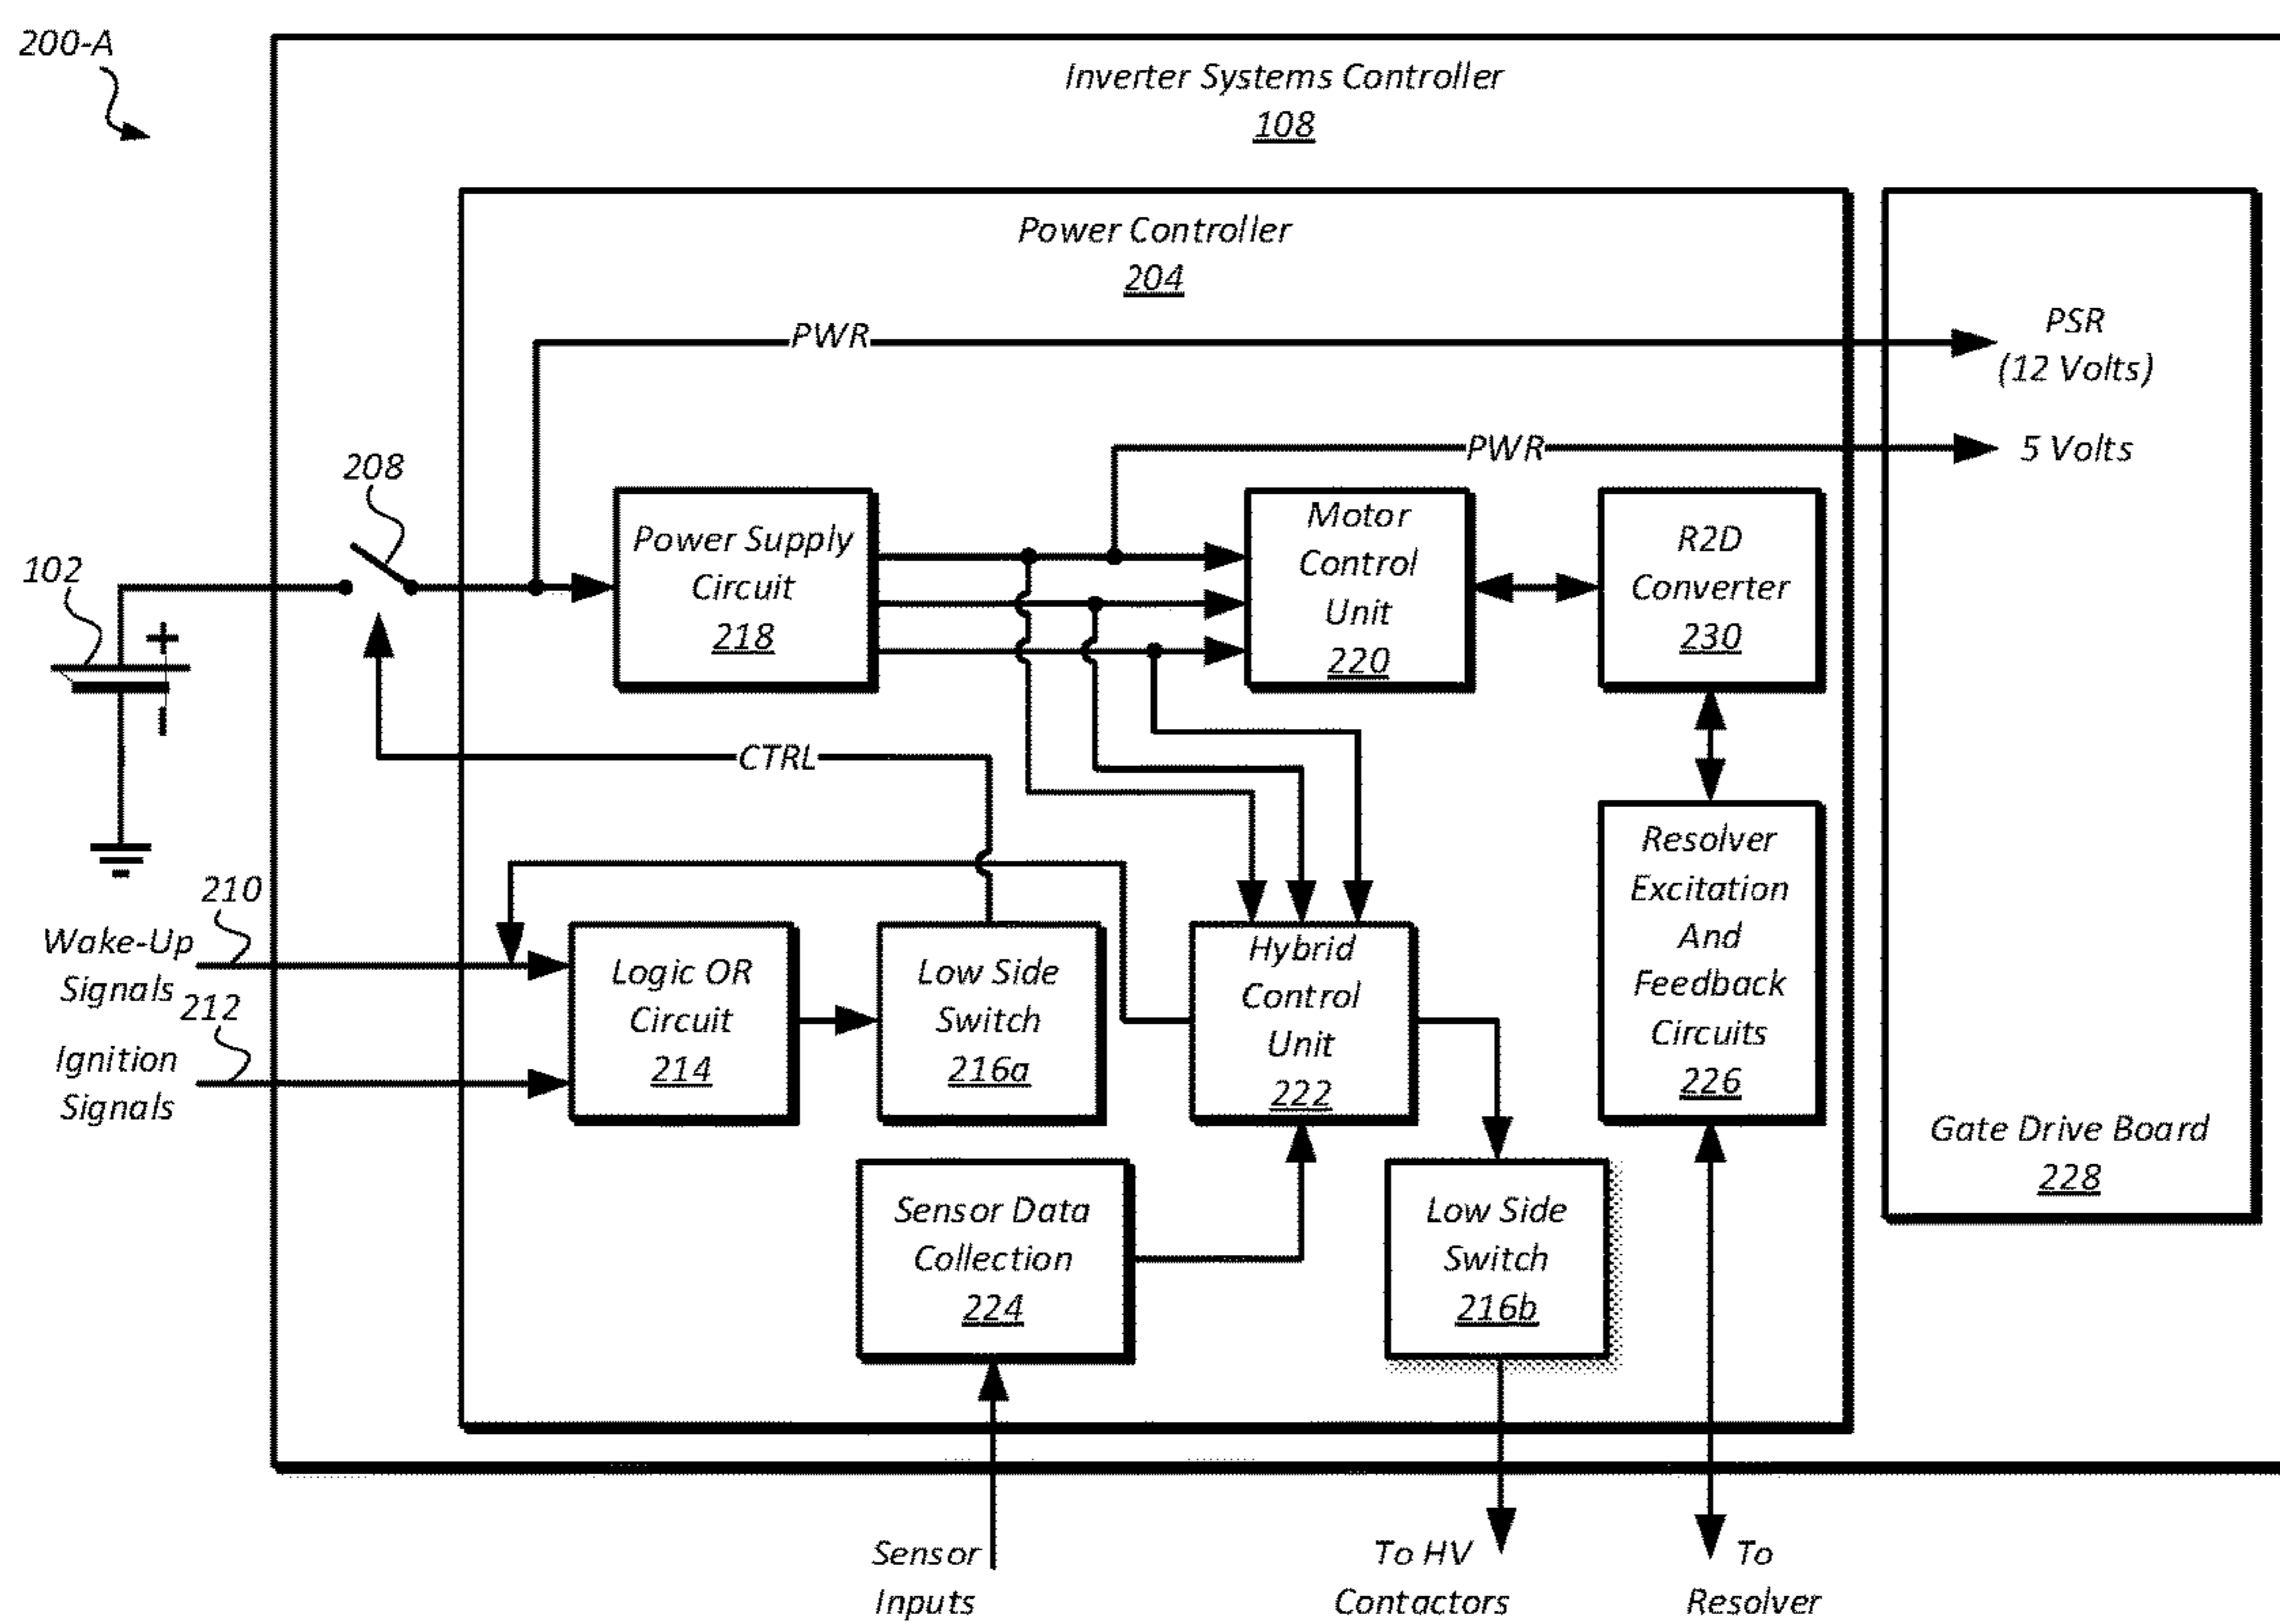 200-A
Inverter Systems Controller
108
Power Controller
204
PWR
PSR
(12 Volts)
PWR
5 Volts
208
102
+
-
Power Supply
Circuit
218
Motor
Control
Unit
220
R2D
Converter
230
CTRL
Resolver
Excitation
And
Feedback
Circuits
226
210
Wake-Up
Signals
212
Ignition
Signals
Logic OR
Circuit
214
Low Side
Switch
216a
Hybrid
Control
Unit
222
Gate Drive Board
228
Sensor Data
Collection
224
Low Side
Switch
216b
Sensor
Inputs
To HV
Contactors
To
Resolver